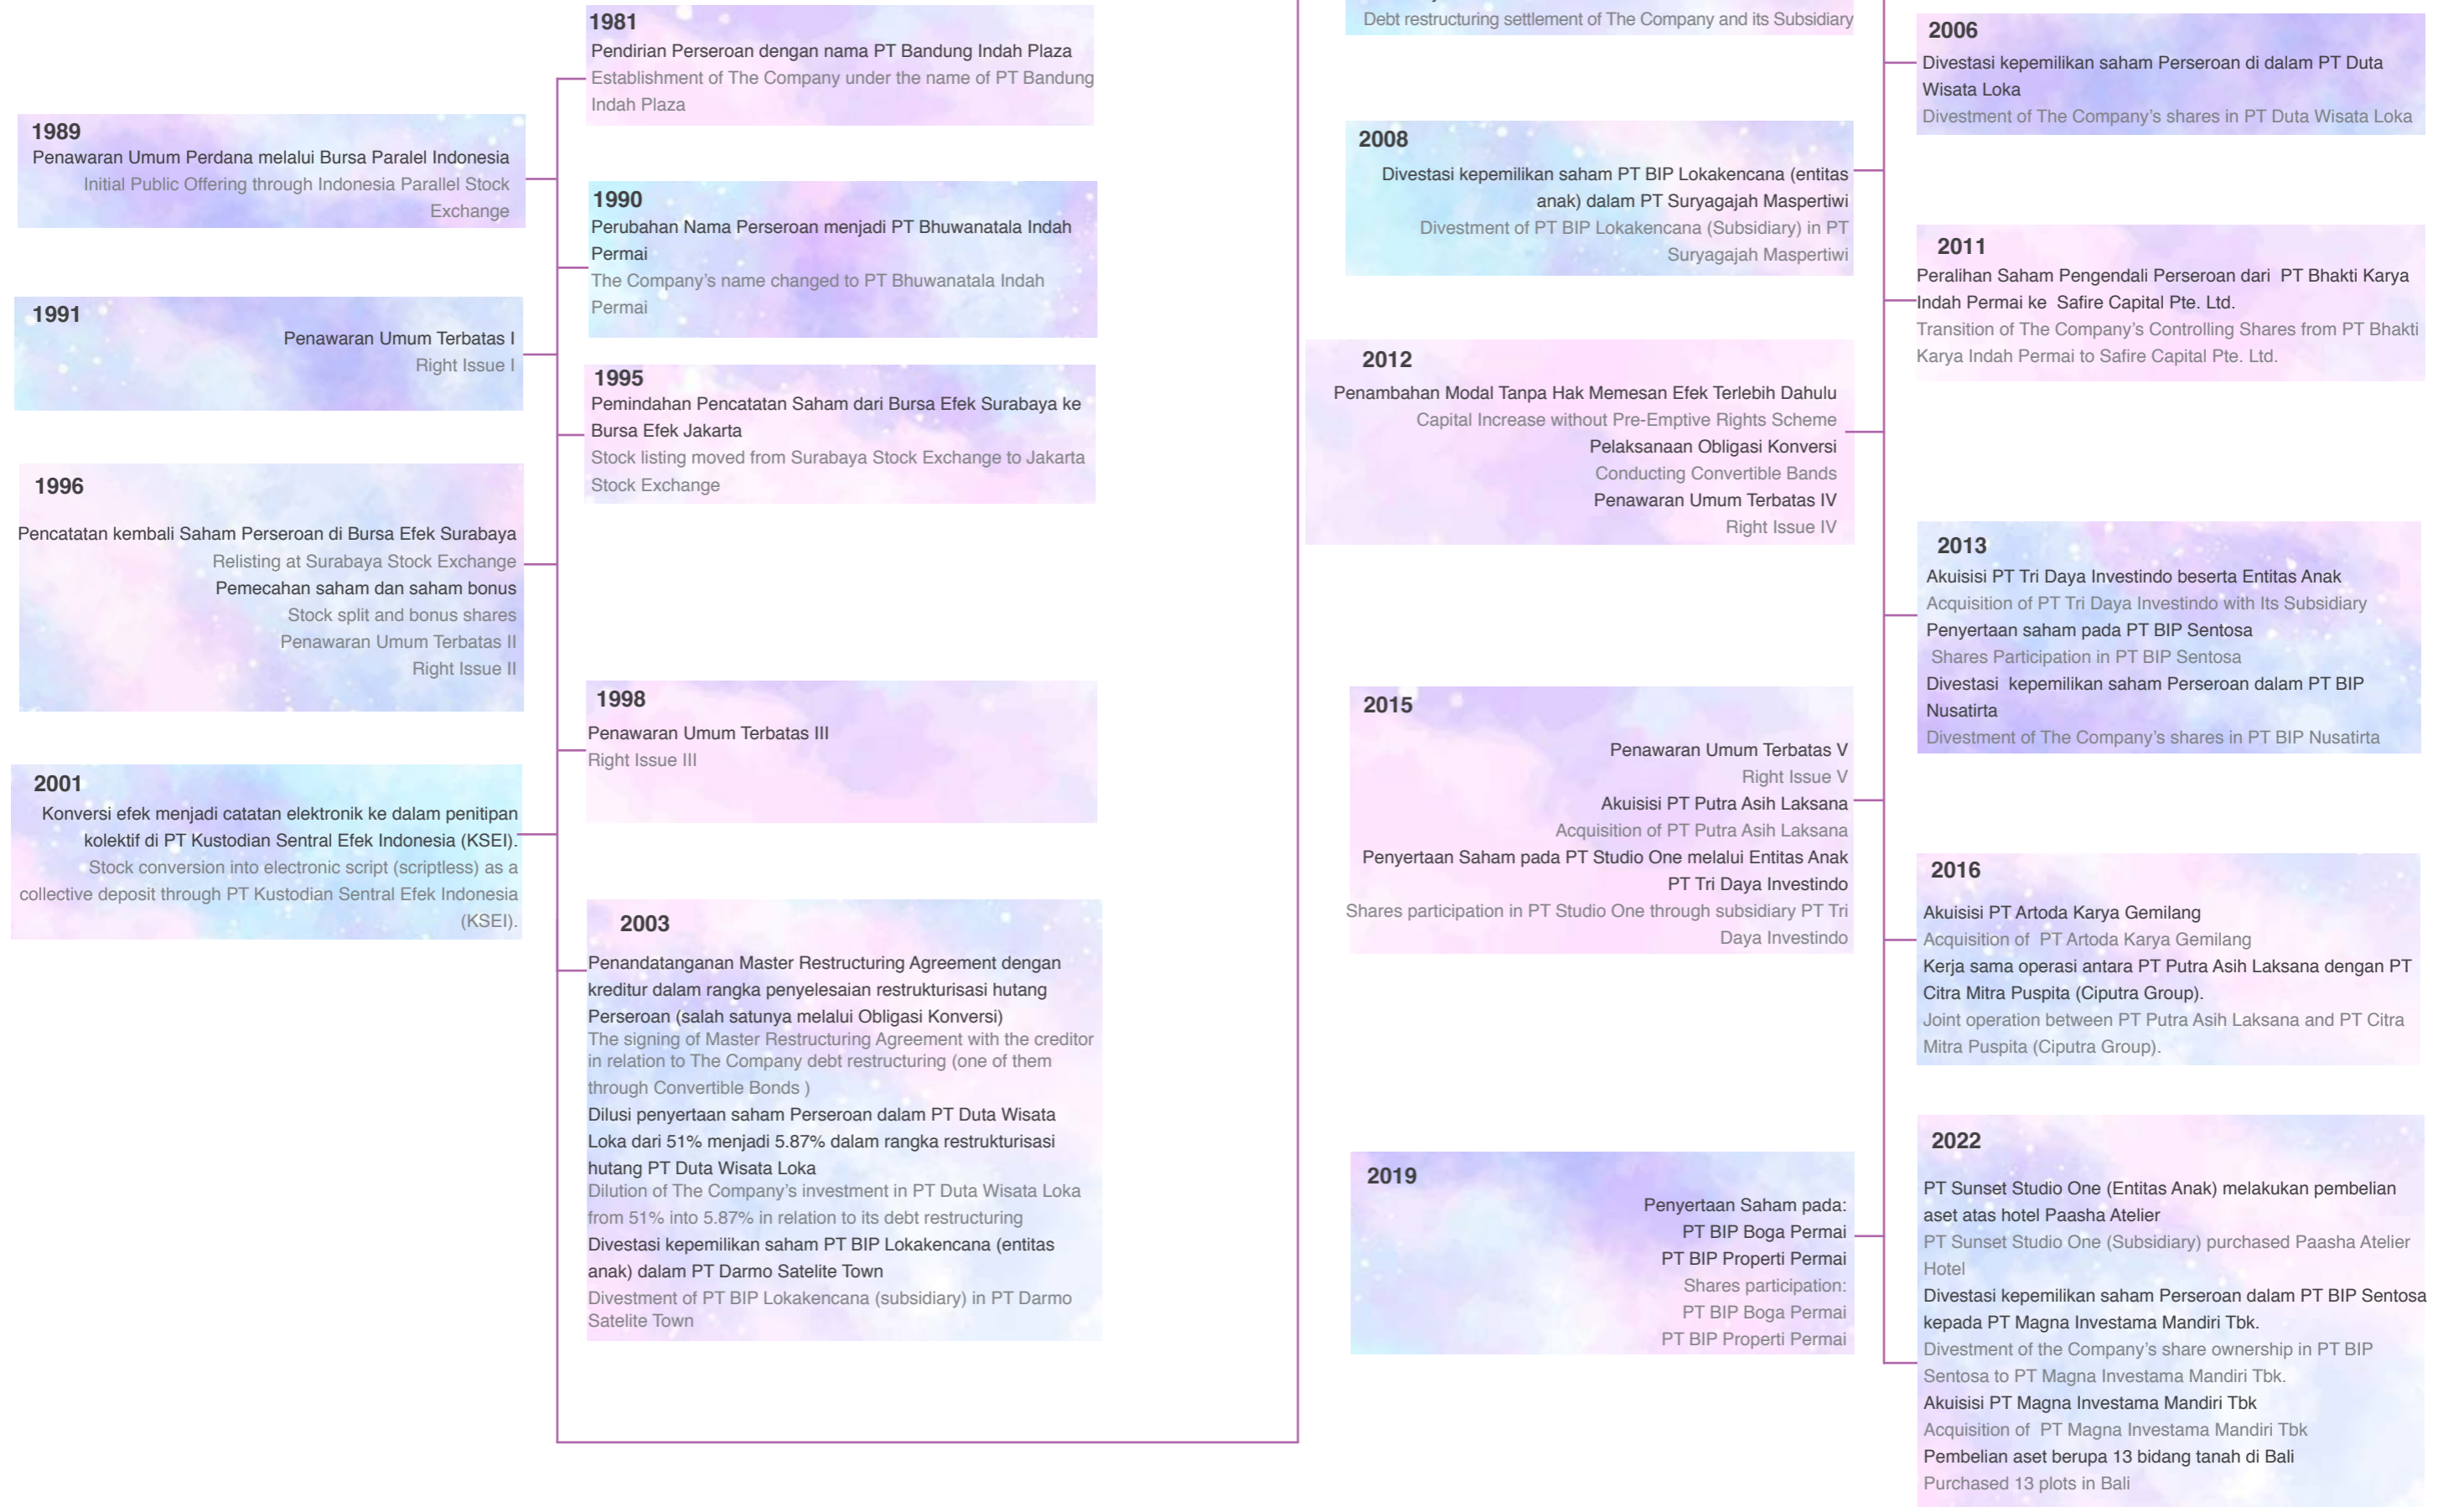 1981
Pendirian Perseroan dengan nama PT Bandung Indah Plaza
Establishment of The Company under the name of PT Bandung
Indah Plaza
1989
Penawaran Umum Perdana melalui Bursa Paralel Indonesia
Initial Public Offering through Indonesia Parallel Stock
Exchange
1990
Perubahan Nama Perseroan menjadi PT Bhuwanatala Indah
Permai
The Company's name changed to PT Bhuwanatala Indah
Permai
1991
Penawaran Umum Terbatas I
Right Issue I
1995
Pemindahan Pencatatan Saham dari Bursa Efek Surabaya ke
Bursa Efek Jakarta
Stock listing moved from Surabaya Stock Exchange to Jakarta
Stock Exchange
1996
Pencatatan kembali Saham Perseroan di Bursa Efek Surabaya
Relisting at Surabaya Stock Exchange
Pemecahan saham dan saham bonus
Stock split and bonus shares
Penawaran Umum Terbatas II
Right Issue II
1998
Penawaran Umum Terbatas III
Right Issue III
2001
Konversi efek menjadi catatan elektronik ke dalam penitipan
kolektif di PT Kustodian Sentral Efek Indonesia (KSEI).
Stock conversion into electronic script (scriptless) as a
collective deposit through PT Kustodian Sentral Efek Indonesia
(KSEI).
2003
Penandatanganan Master Restructuring Agreement dengan
kreditur dalam rangka penyelesaian restrukturisasi hutang
Perseroan (salah satunya melalui Obligasi Konversi)
The signing of Master Restructuring Agreement with the creditor
in relation to The Company debt restructuring (one of them
through Convertible Bonds )
Dilusi penyertaan saham Perseroan dalam PT Duta Wisata
Loka dari 51% menjadi 5.87% dalam rangka restrukturisasi
hutang PT Duta Wisata Loka
Dilution of The Company's investment in PT Duta Wisata Loka
from 51% into 5.87% in relation to its debt restructuring
Divestasi kepemilikan saham PT BIP Lokakencana (entitas
anak) dalam PT Darmo Satelite Town
Divestment of PT BIP Lokakencana (subsidiary) in PT Darmo
Satelite Town
Debt restructuring settlement of The Company and its Subsidiary
2006
Divestasi kepemilikan saham Perseroan di dalam PT Duta
Wisata Loka
Divestment of The Company's shares in PT Duta Wisata Loka
2008
Divestasi kepemilikan saham PT BIP Lokakencana (entitas
anak) dalam PT Suryagajah Maspertiwi
Divestment of PT BIP Lokakencana (Subsidiary) in PT
Suryagajah Maspertiwi
2011
Peralihan Saham Pengendali Perseroan dari  PT Bhakti Karya
Indah Permai ke  Safire Capital Pte. Ltd.
Transition of The Company's Controlling Shares from PT Bhakti
Karya Indah Permai to Safire Capital Pte. Ltd.
2012
Penambahan Modal Tanpa Hak Memesan Efek Terlebih Dahulu
Capital Increase without Pre-Emptive Rights Scheme
Pelaksanaan Obligasi Konversi
Conducting Convertible Bands
Penawaran Umum Terbatas IV
Right Issue IV
2013
Akuisisi PT Tri Daya Investindo beserta Entitas Anak
Acquisition of PT Tri Daya Investindo with Its Subsidiary
Penyertaan saham pada PT BIP Sentosa
Shares Participation in PT BIP Sentosa
Divestasi  kepemilikan saham Perseroan dalam PT BIP
Nusatirta
Divestment of The Company's shares in PT BIP Nusatirta
2015
Penawaran Umum Terbatas V
Right Issue V
Akuisisi PT Putra Asih Laksana
Acquisition of PT Putra Asih Laksana
Penyertaan Saham pada PT Studio One melalui Entitas Anak
PT Tri Daya Investindo
Shares participation in PT Studio One through subsidiary PT Tri
Daya Investindo
2016
Akuisisi PT Artoda Karya Gemilang
Acquisition of  PT Artoda Karya Gemilang
Kerja sama operasi antara PT Putra Asih Laksana dengan PT
Citra Mitra Puspita (Ciputra Group).
Joint operation between PT Putra Asih Laksana and PT Citra
Mitra Puspita (Ciputra Group).
2019
Penyertaan Saham pada:
PT BIP Boga Permai
PT BIP Properti Permai
Shares participation:
PT BIP Boga Permai
PT BIP Properti Permai
2022
PT Sunset Studio One (Entitas Anak) melakukan pembelian
aset atas hotel Paasha Atelier
PT Sunset Studio One (Subsidiary) purchased Paasha Atelier
Hotel
Divestasi kepemilikan saham Perseroan dalam PT BIP Sentosa
kepada PT Magna Investama Mandiri Tbk.
Divestment of the Company's share ownership in PT BIP
Sentosa to PT Magna Investama Mandiri Tbk.
Akuisisi PT Magna Investama Mandiri Tbk
Acquisition of  PT Magna Investama Mandiri Tbk
Pembelian aset berupa 13 bidang tanah di Bali
Purchased 13 plots in Bali